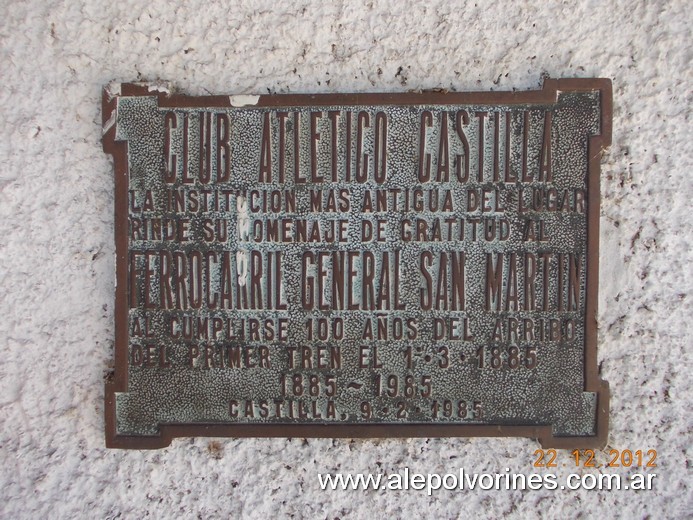 CLUB ATLETICO CASTILLA
LA INSTITUCION MAS ANTIGUA DEL LUGAR
RINDE SU HOMENAJE DE GRATITUD AL
FERROCARRIL GENERAL SAN MARTIN
AL CUMPLIRSE 100 AÑOS DEL ARRIBO
DEL PRIMER TREN EL 1º·3·1885
1885 ~ 1985
CASTILLA, 9·2·1985
22 12 2012
www.alepolvorines.com.ar